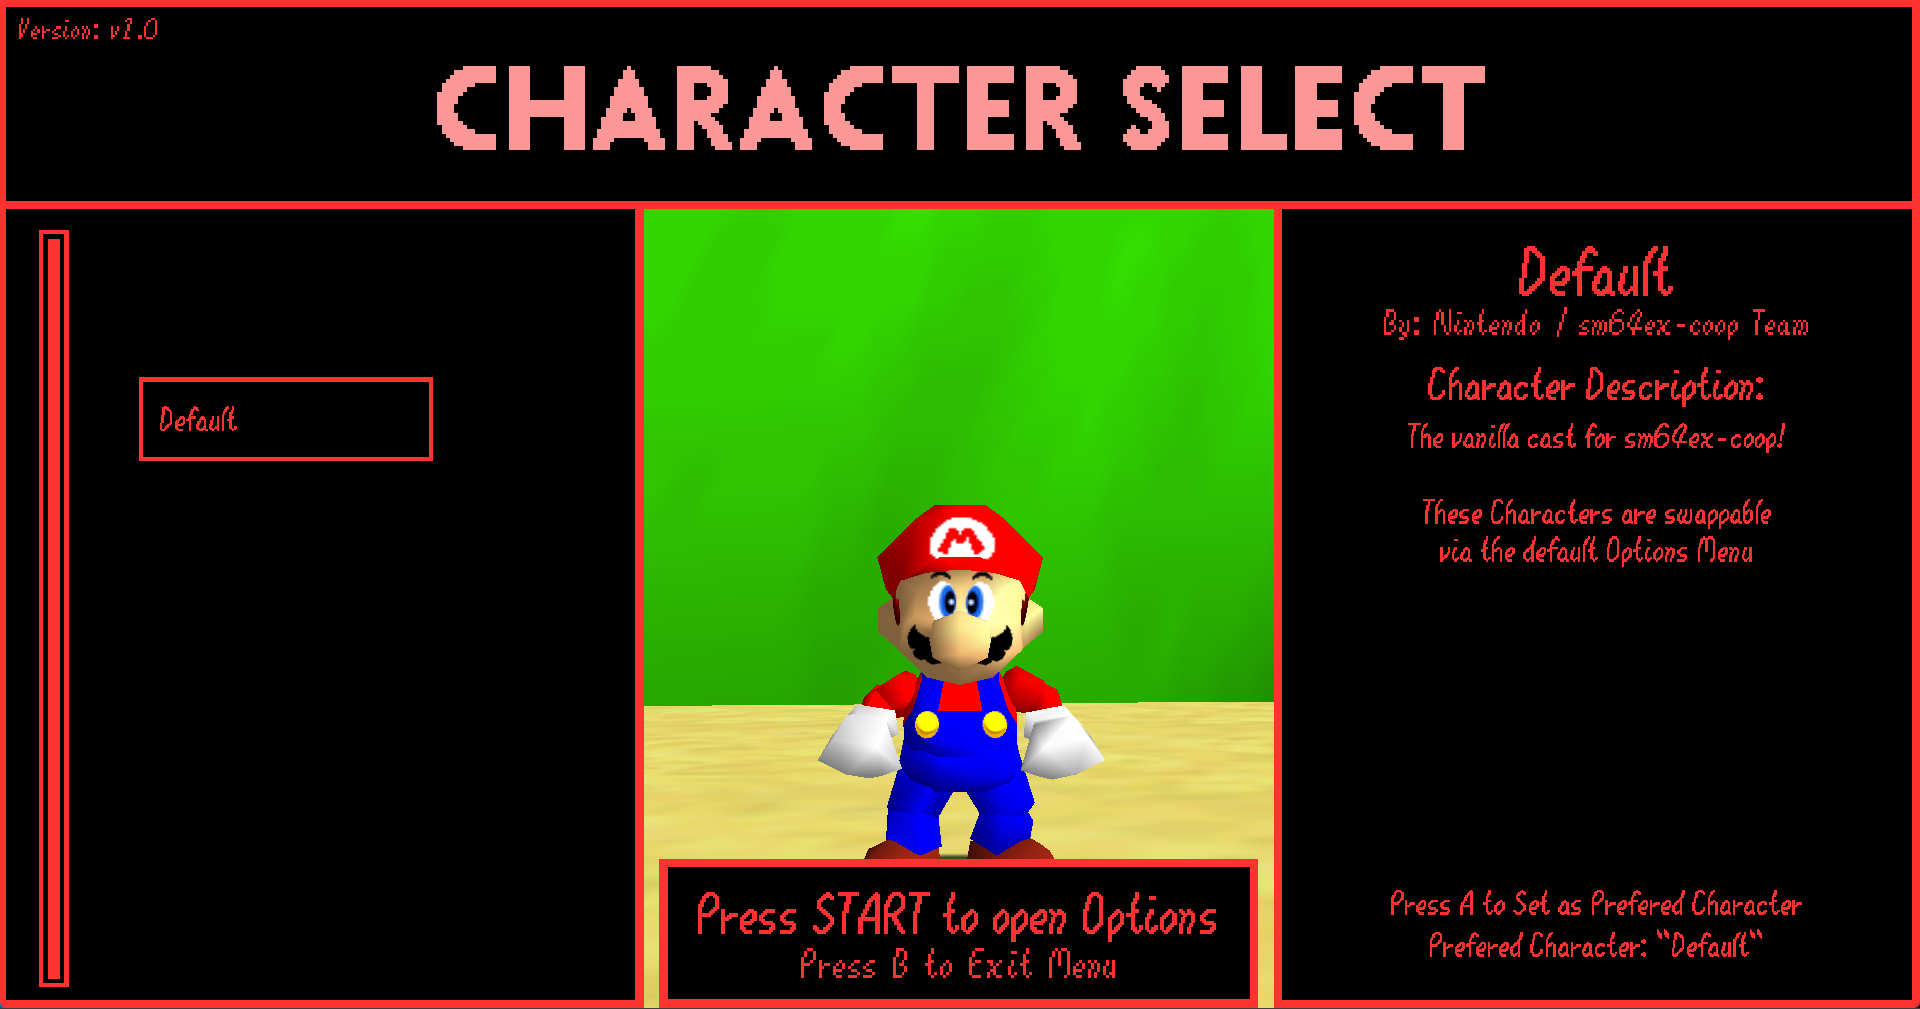 Version: v1.0
CHARACTER SELECT
Default
M
Press START to open Options
Press B to Exit Menu
Default
By: Nintendo / sm64ex-coop Team
Character Description:
The vanilla cast for sm64ex-coop!
These Characters are swappable
via the default Options Menu
Press A to Set as Prefered Character
Prefered Character: "Default"